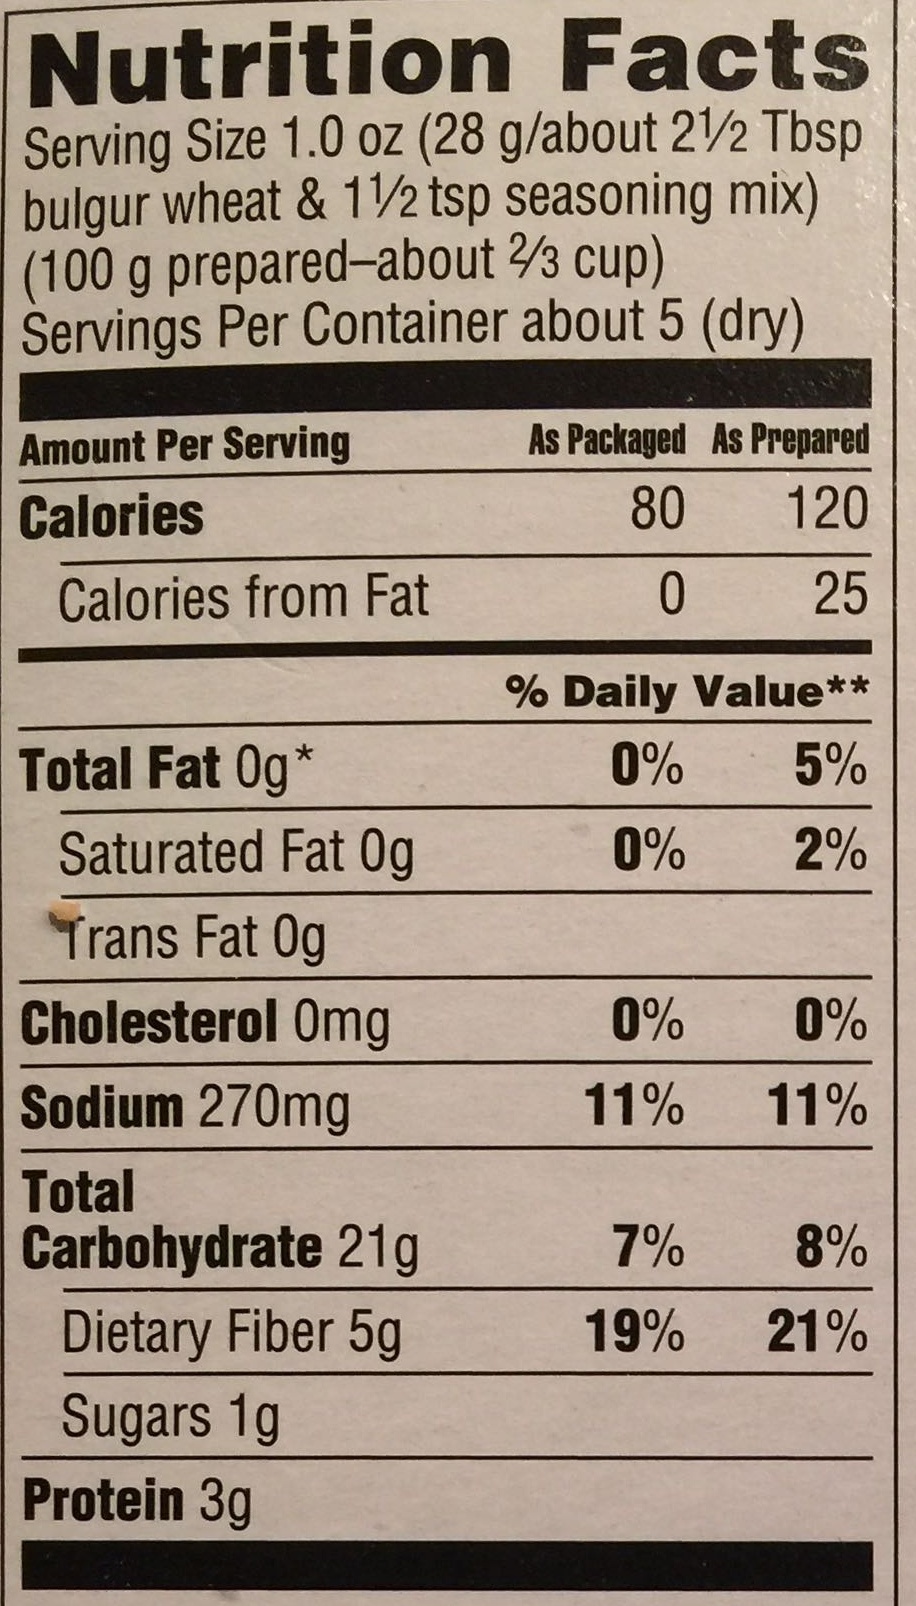 Nutrition Facts
Serving Size 1.0 oz (28 g/about 2½ Tbsp
bulgur wheat & 1½ tsp seasoning mix)
(100 g prepared–about ⅔ cup)
Servings Per Container about 5 (dry)
Amount Per Serving As Packaged As Prepared
Calories 80 120
Calories from Fat 0 25
% Daily Value**
Total Fat 0g* 0% 5%
Saturated Fat 0g 0% 2%
Trans Fat 0g
Cholesterol 0mg 0% 0%
Sodium 270mg 11% 11%
Total
Carbohydrate 21g 7% 8%
Dietary Fiber 5g 19% 21%
Sugars 1g
Protein 3g